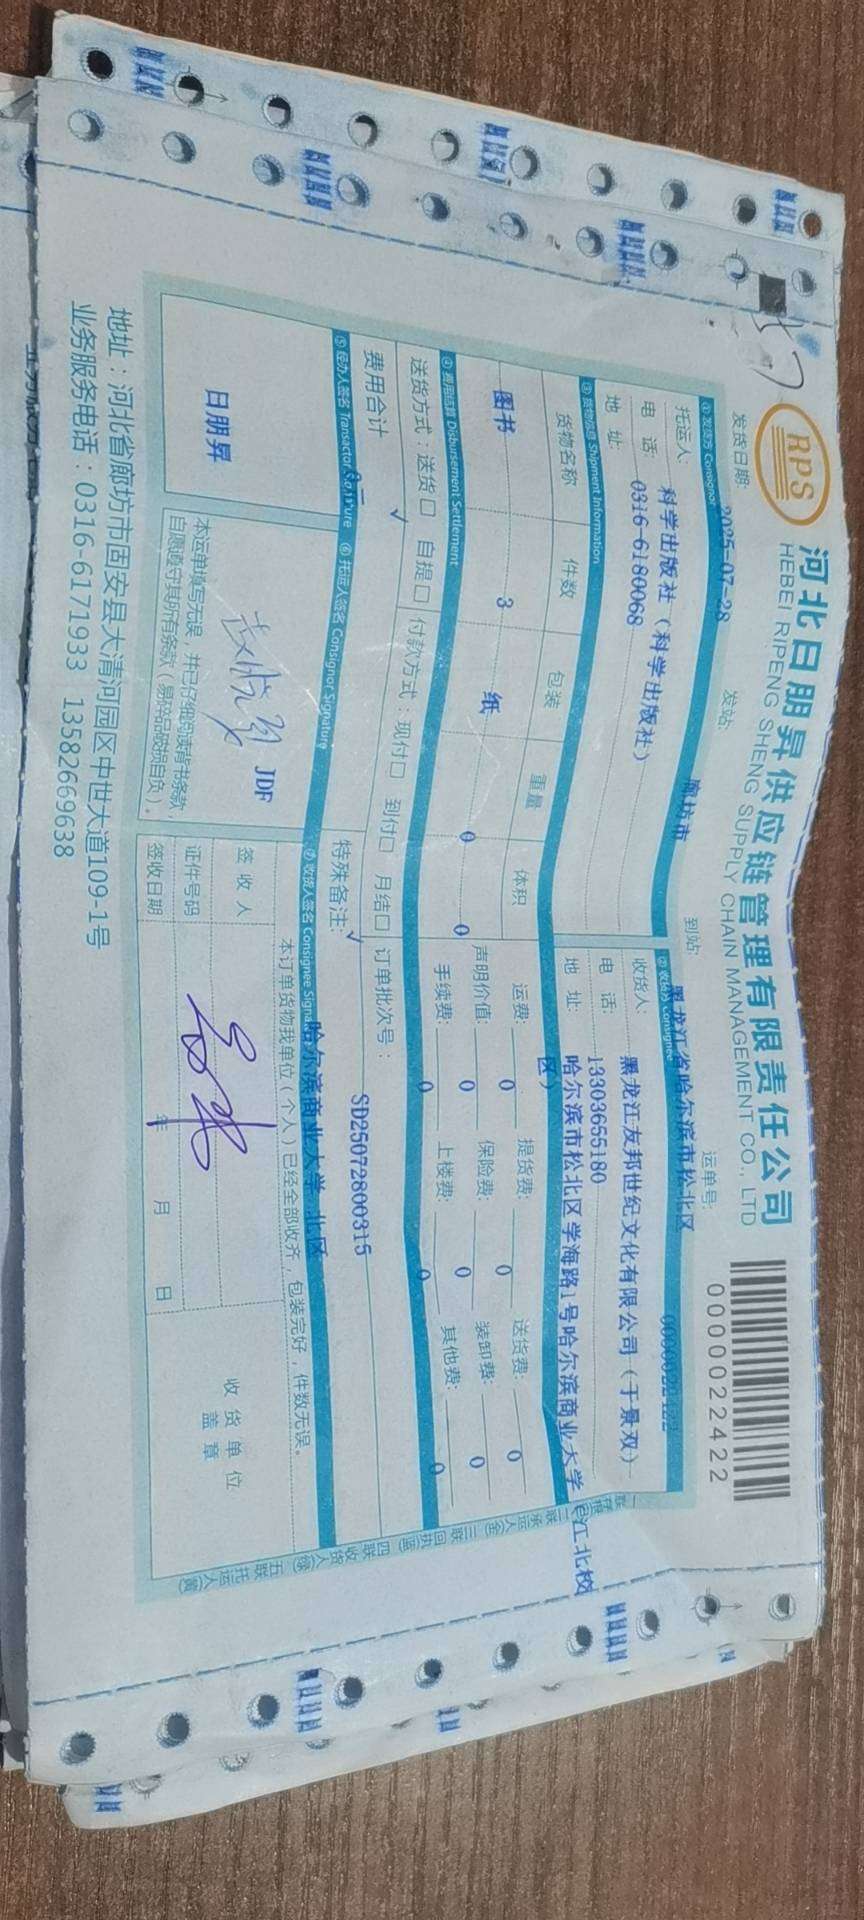 RPS
河北日朋昇供应链管理有限责任公司
HEBEI RIPENG SHENG SUPPLY CHAIN MANAGEMENT CO., LTD
0000022422
发货日期: 2025-07-28 发站: 廊坊市 到站: 黑龙江省哈尔滨市松北区 运单号: 0000022422
① 发货方 Consignor ② 收货方 Consignee
托运人: 科学出版社（科学出版社） 收货人: 黑龙江友邦世纪文化有限公司（于景双）
电 话: 0316-6180068 电 话: 13303655180
地 址: 地 址: 哈尔滨市松北区学海路1号哈尔滨商业大学@江北校
区）
③ 货物信息 Shipment Information
货物名称 件数 包装 重量 体积 运费: 0 提货费: 0 送货费: 0
图书 3 纸 0 0 声明价值: 0 保险费: 0 装卸费: 0
手续费: 0 上楼费: 0 其他费: 0
④ 费用结算 Disbursement Settlement
送货方式：送货□ 自提□ 付款方式：现付□ 到付□ 月结□ 订单批次号：
SD25072800315
费用合计 特殊备注: 哈尔滨商业大学 北区
⑤ 经办人签名 ⑥ 托运人签名 Consignor Signature ⑦ 收货人签名
本订单货物我单位（个人）已经全部收齐，包装完好，件数无误。
日朋昇 JDF
签 收 人
证件号码
签收日期 年 月 日
收 货 单 位
盖 章
本运单填写无误，并已仔细阅读背书条款，
自愿遵守其所有条款（易碎品破损自负）。
地址：河北省廊坊市固安县大清河园区中世大道109-1号
业务服务电话：0316-6171933 13582669638